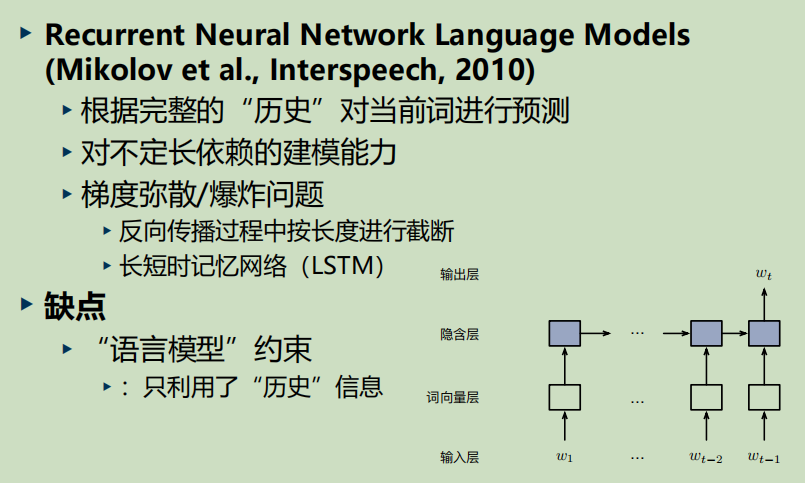 Recurrent Neural Network Language Models
(Mikolov et al., Interspeech, 2010)
根据完整的“历史”对当前词进行预测
对不定长依赖的建模能力
梯度弥散/爆炸问题
反向传播过程中按长度进行截断
长短时记忆网络（LSTM）
缺点
“语言模型”约束
：只利用了“历史”信息
输出层 wₜ
隐含层 ...
词向量层 ...
输入层 w₁ ... wₜ₋₂ wₜ₋₁